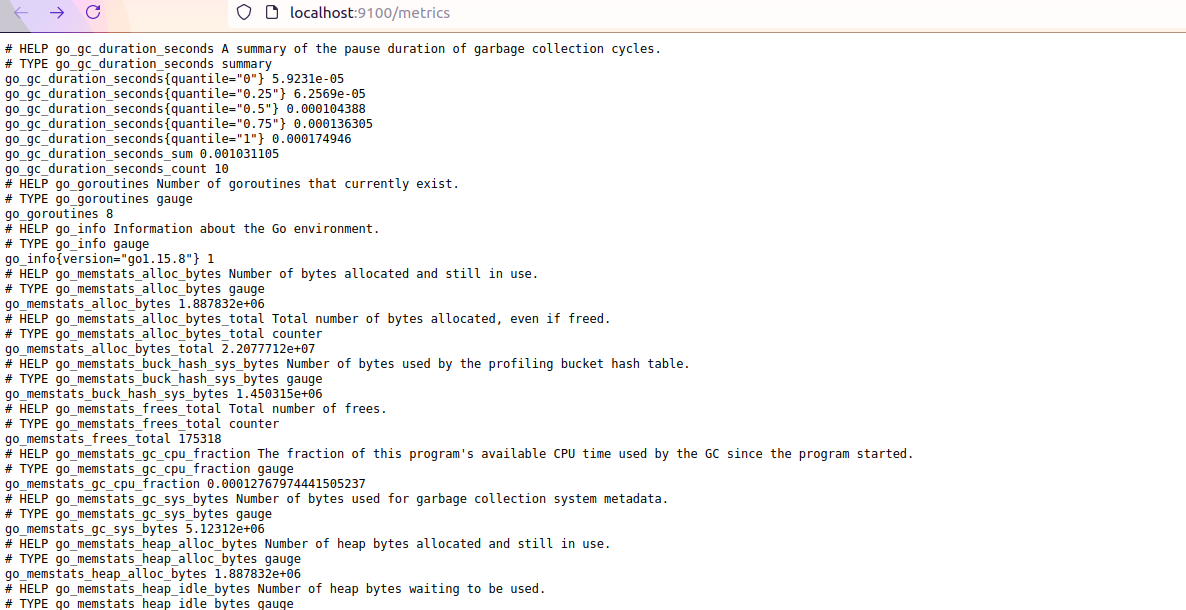 localhost:9100/metrics
# HELP go_gc_duration_seconds A summary of the pause duration of garbage collection cycles.
# TYPE go_gc_duration_seconds summary
go_gc_duration_seconds{quantile="0"} 5.9231e-05
go_gc_duration_seconds{quantile="0.25"} 6.2569e-05
go_gc_duration_seconds{quantile="0.5"} 0.000104388
go_gc_duration_seconds{quantile="0.75"} 0.000136305
go_gc_duration_seconds{quantile="1"} 0.000174946
go_gc_duration_seconds_sum 0.001031105
go_gc_duration_seconds_count 10
# HELP go_goroutines Number of goroutines that currently exist.
# TYPE go_goroutines gauge
go_goroutines 8
# HELP go_info Information about the Go environment.
# TYPE go_info gauge
go_info{version="go1.15.8"} 1
# HELP go_memstats_alloc_bytes Number of bytes allocated and still in use.
# TYPE go_memstats_alloc_bytes gauge
go_memstats_alloc_bytes 1.887832e+06
# HELP go_memstats_alloc_bytes_total Total number of bytes allocated, even if freed.
# TYPE go_memstats_alloc_bytes_total counter
go_memstats_alloc_bytes_total 2.2077712e+07
# HELP go_memstats_buck_hash_sys_bytes Number of bytes used by the profiling bucket hash table.
# TYPE go_memstats_buck_hash_sys_bytes gauge
go_memstats_buck_hash_sys_bytes 1.450315e+06
# HELP go_memstats_frees_total Total number of frees.
# TYPE go_memstats_frees_total counter
go_memstats_frees_total 175318
# HELP go_memstats_gc_cpu_fraction The fraction of this program's available CPU time used by the GC since the program started.
# TYPE go_memstats_gc_cpu_fraction gauge
go_memstats_gc_cpu_fraction 0.00012767974441505237
# HELP go_memstats_gc_sys_bytes Number of bytes used for garbage collection system metadata.
# TYPE go_memstats_gc_sys_bytes gauge
go_memstats_gc_sys_bytes 5.12312e+06
# HELP go_memstats_heap_alloc_bytes Number of heap bytes allocated and still in use.
# TYPE go_memstats_heap_alloc_bytes gauge
go_memstats_heap_alloc_bytes 1.887832e+06
# HELP go_memstats_heap_idle_bytes Number of heap bytes waiting to be used.
# TYPE go_memstats_heap_idle_bytes gauge